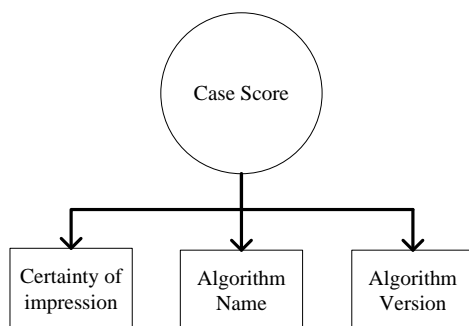 Case Score
Certainty of
impression
Algorithm
Name
Algorithm
Version